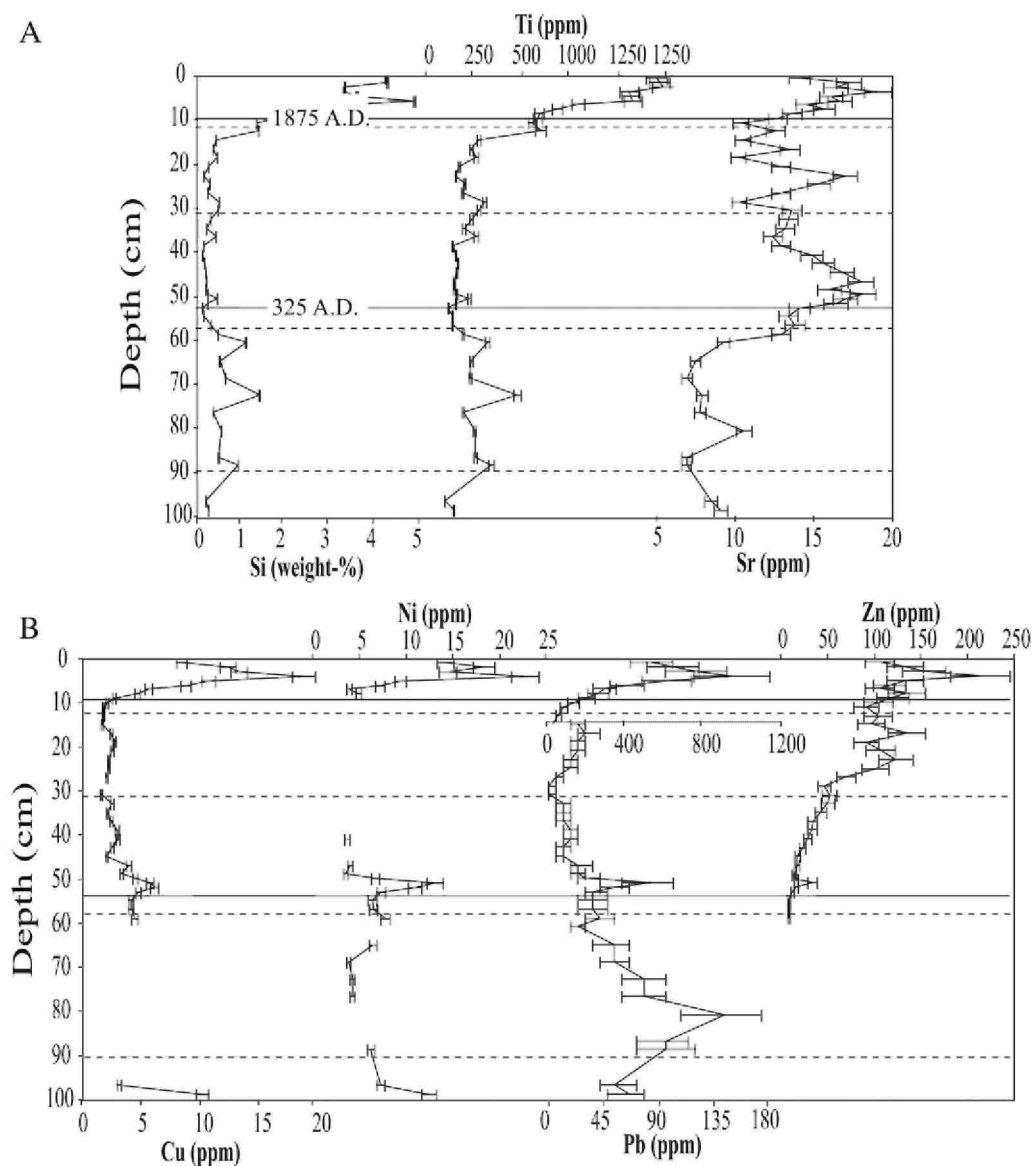 A
Ti (ppm)
0 250 500 1000 1250 1250
0
10
20
30
40
50
60
70
80
90
100
Depth (cm)
1875 A.D.
325 A.D.
0 1 2 3 4 5 5 10 15 20
Si (weight-%) Sr (ppm)
B
Ni (ppm) Zn (ppm)
0 5 10 15 20 25 0 50 100 150 200 250
0
10
20
30
40
50
60
70
80
90
100
Depth (cm)
0 400 800 1200
0 5 10 15 20 0 45 90 135 180
Cu (ppm) Pb (ppm)